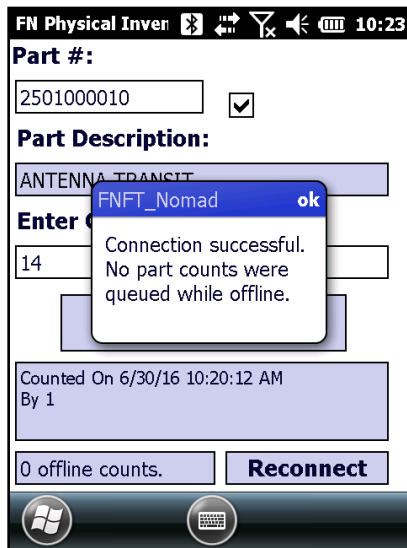 FN Physical Inver 10:23
Part #:
2501000010
Part Description:
ANTENNA TRANSIT
FNFT_Nomad ok
Connection successful.
No part counts were
queued while offline.
Enter
14
Counted On 6/30/16 10:20:12 AM
By 1
0 offline counts.
Reconnect